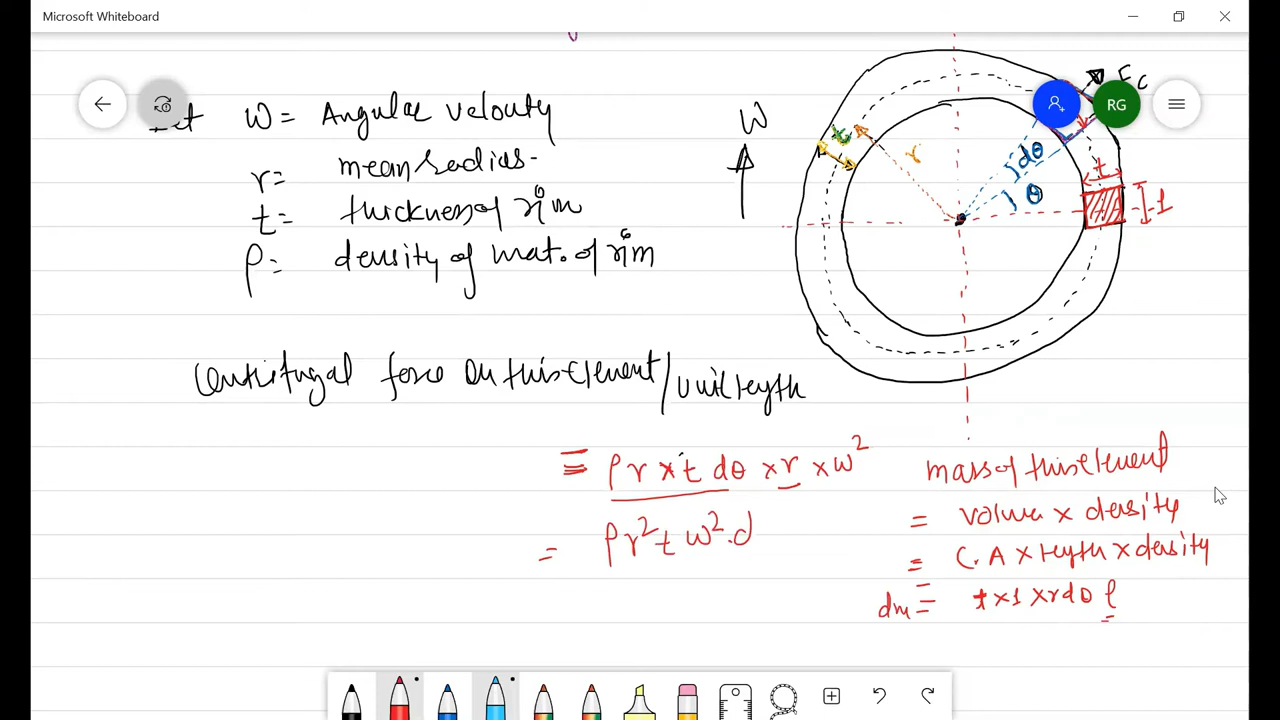 Microsoft Whiteboard
ω = Angular velocity
r = mean radius-
t = thickness of rim
ρ = density of mat. of rim
W
t
r
dθ
θ
Fc
RG
t
1
Centrifugal force on this element/unit length
= ρr × t dθ × r × ω²
= ρr²t ω².d
mass of this element
= volume × density
= C.A × length × density
dm = t×1×rdθ ρ